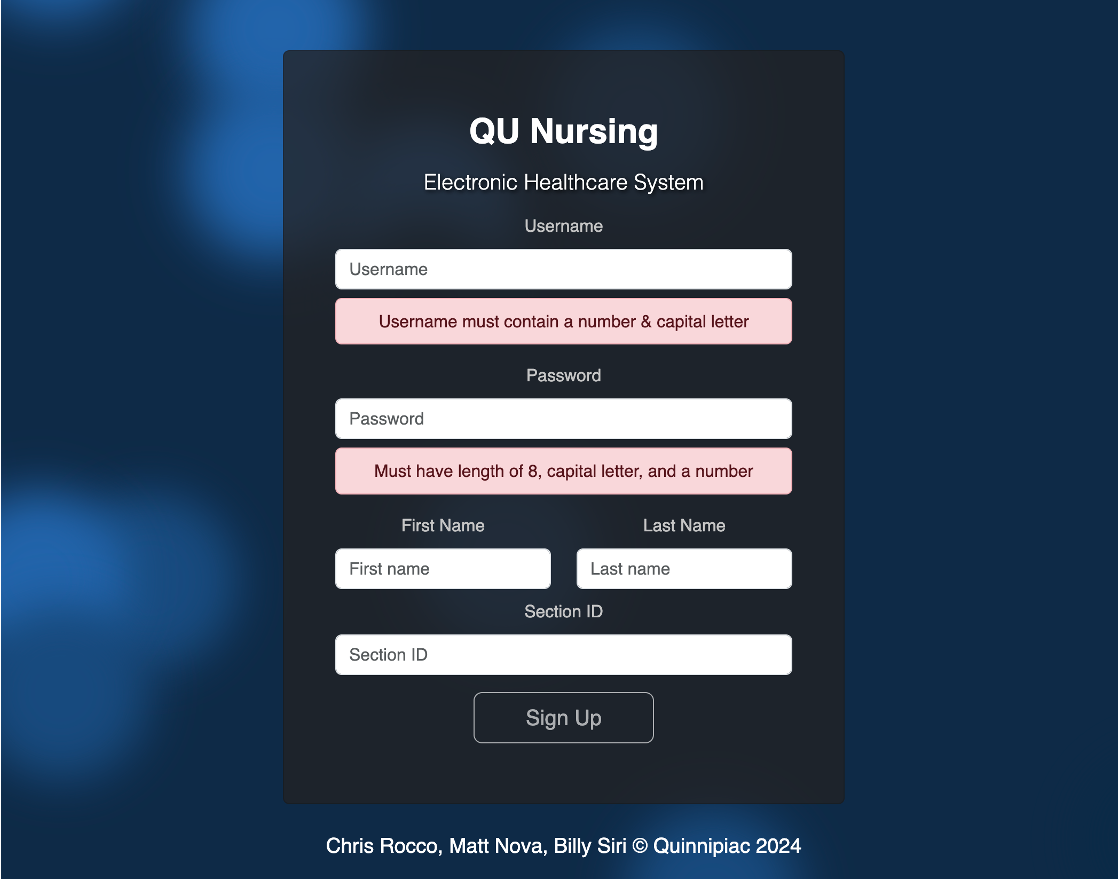 QU Nursing
Electronic Healthcare System
Username
Username
Username must contain a number & capital letter
Password
Password
Must have length of 8, capital letter, and a number
First Name Last Name
First name Last name
Section ID
Section ID
Sign Up
Chris Rocco, Matt Nova, Billy Siri © Quinnipiac 2024